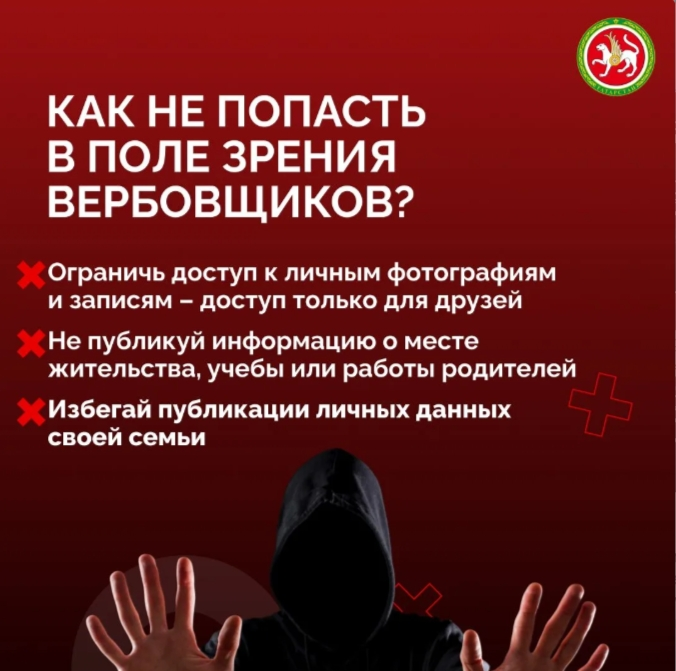 КАК НЕ ПОПАСТЬ
В ПОЛЕ ЗРЕНИЯ
ВЕРБОВЩИКОВ?
Ограничь доступ к личным фотографиям
и записям – доступ только для друзей
Не публикуй информацию о месте
жительства, учебы или работы родителей
Избегай публикации личных данных
своей семьи
ТАТАРСТАН